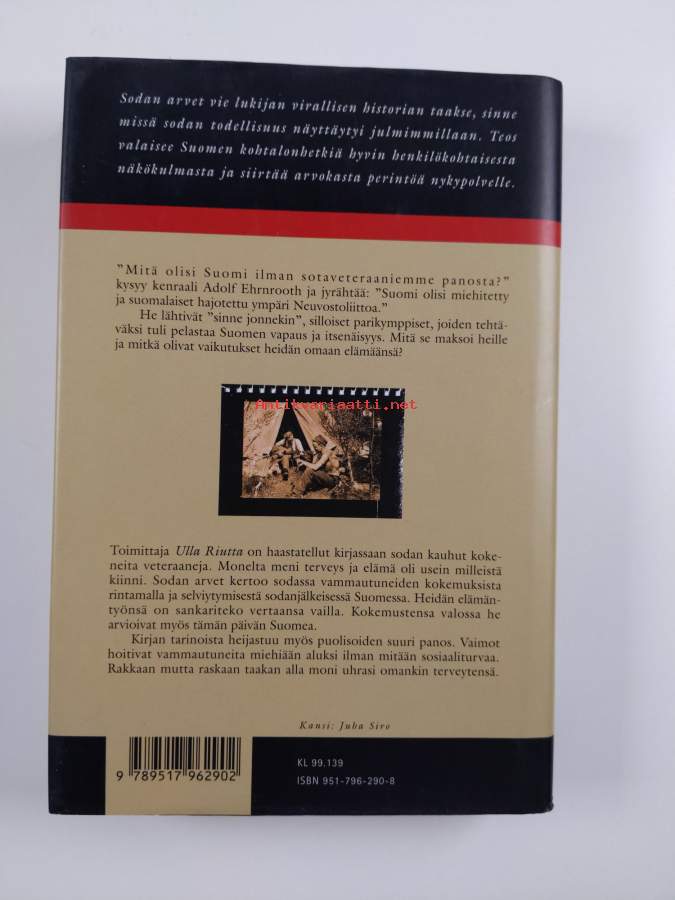 Sodan arvet vie lukijan virallisen historian taakse, sinne
missä sodan todellisuus näyttäytyi julmimmillaan. Teos
valaisee Suomen kohtalonhetkiä hyvin henkilökohtaisesta
näkökulmasta ja siirtää arvokasta perintöä nykypolvelle.
"Mitä olisi Suomi ilman sotaveteraaniemme panosta?"
kysyy kenraali Adolf Ehrnrooth ja jyrähtää: "Suomi olisi miehitetty
ja suomalaiset hajotettu ympäri Neuvostoliittoa."
He lähtivät "sinne jonnekin", silloiset parikymppiset, joiden tehtä-
väksi tuli pelastaa Suomen vapaus ja itsenäisyys. Mitä se maksoi heille
ja mitkä olivat vaikutukset heidän omaan elämäänsä?
Antikvariaatti.net
Toimittaja Ulla Riutta on haastatellut kirjassaan sodan kauhut koke-
neita veteraaneja. Monelta meni terveys ja elämä oli usein milleistä
kiinni. Sodan arvet kertoo sodassa vammautuneiden kokemuksista
rintamalla ja selviytymisestä sodanjälkeisessä Suomessa. Heidän elämän-
työnsä on sankariteko vertaansa vailla. Kokemustensa valossa he
arvioivat myös tämän päivän Suomea.
Kirjan tarinoista heijastuu myös puolisoiden suuri panos. Vaimot
hoitivat vammautuneita miehiään aluksi ilman mitään sosiaaliturvaa.
Rakkaan mutta raskaan taakan alla moni uhrasi omankin terveytensä.
Kansi: Juha Siro
KL 99.139
ISBN 951-796-290-8
9 789517 962902